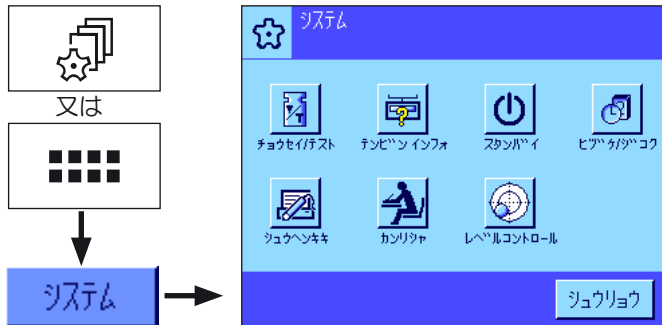 又は
システム
システム
チョウセイ/テスト
テンビン インフォ
スタンバイ
ヒヅケ/ジコク
シュウヘンキキ
カンリシャ
レベルコントロール
シュウリョウ